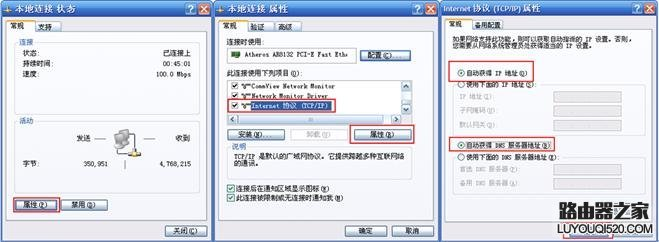 本地连接 状态
常规
支持
连接
状态:
已连接上
持续时间:
00:45:01
速度:
100.0 Mbps
活动
发送
收到
字节:
350,951
4,768,215
属性(P)
禁用(D)
关闭(C)
本地连接 属性
常规
验证
高级
连接时使用:
Atheros AR8132 PCI-E Fast Ethe
配置(C)...
此连接使用下列项目(O):
CommView Network Monitor
Network Monitor Driver
Internet 协议 (TCP/IP)
安装(N)...
卸载(U)
属性(R)
说明
TCP/IP 是默认的广域网协议。它提供跨越多种互联网络
的通讯。
连接后在通知区域显示图标(W)
此连接被限制或无连接时通知我(M)
确定
取消
Internet 协议 (TCP/IP) 属性
常规
备用配置
如果网络支持此功能，则可以获取自动指派的 IP 设置。否则，
您需要从网络系统管理员处获得适当的 IP 设置。
自动获得 IP 地址(O)
使用下面的 IP 地址(S):
IP 地址(I):
子网掩码(U):
默认网关(D):
自动获得 DNS 服务器地址(B)
使用下面的 DNS 服务器地址(E):
首选 DNS 服务器(P):
备用 DNS 服务器(A):
路由器之家
LUYOUQI520.COM